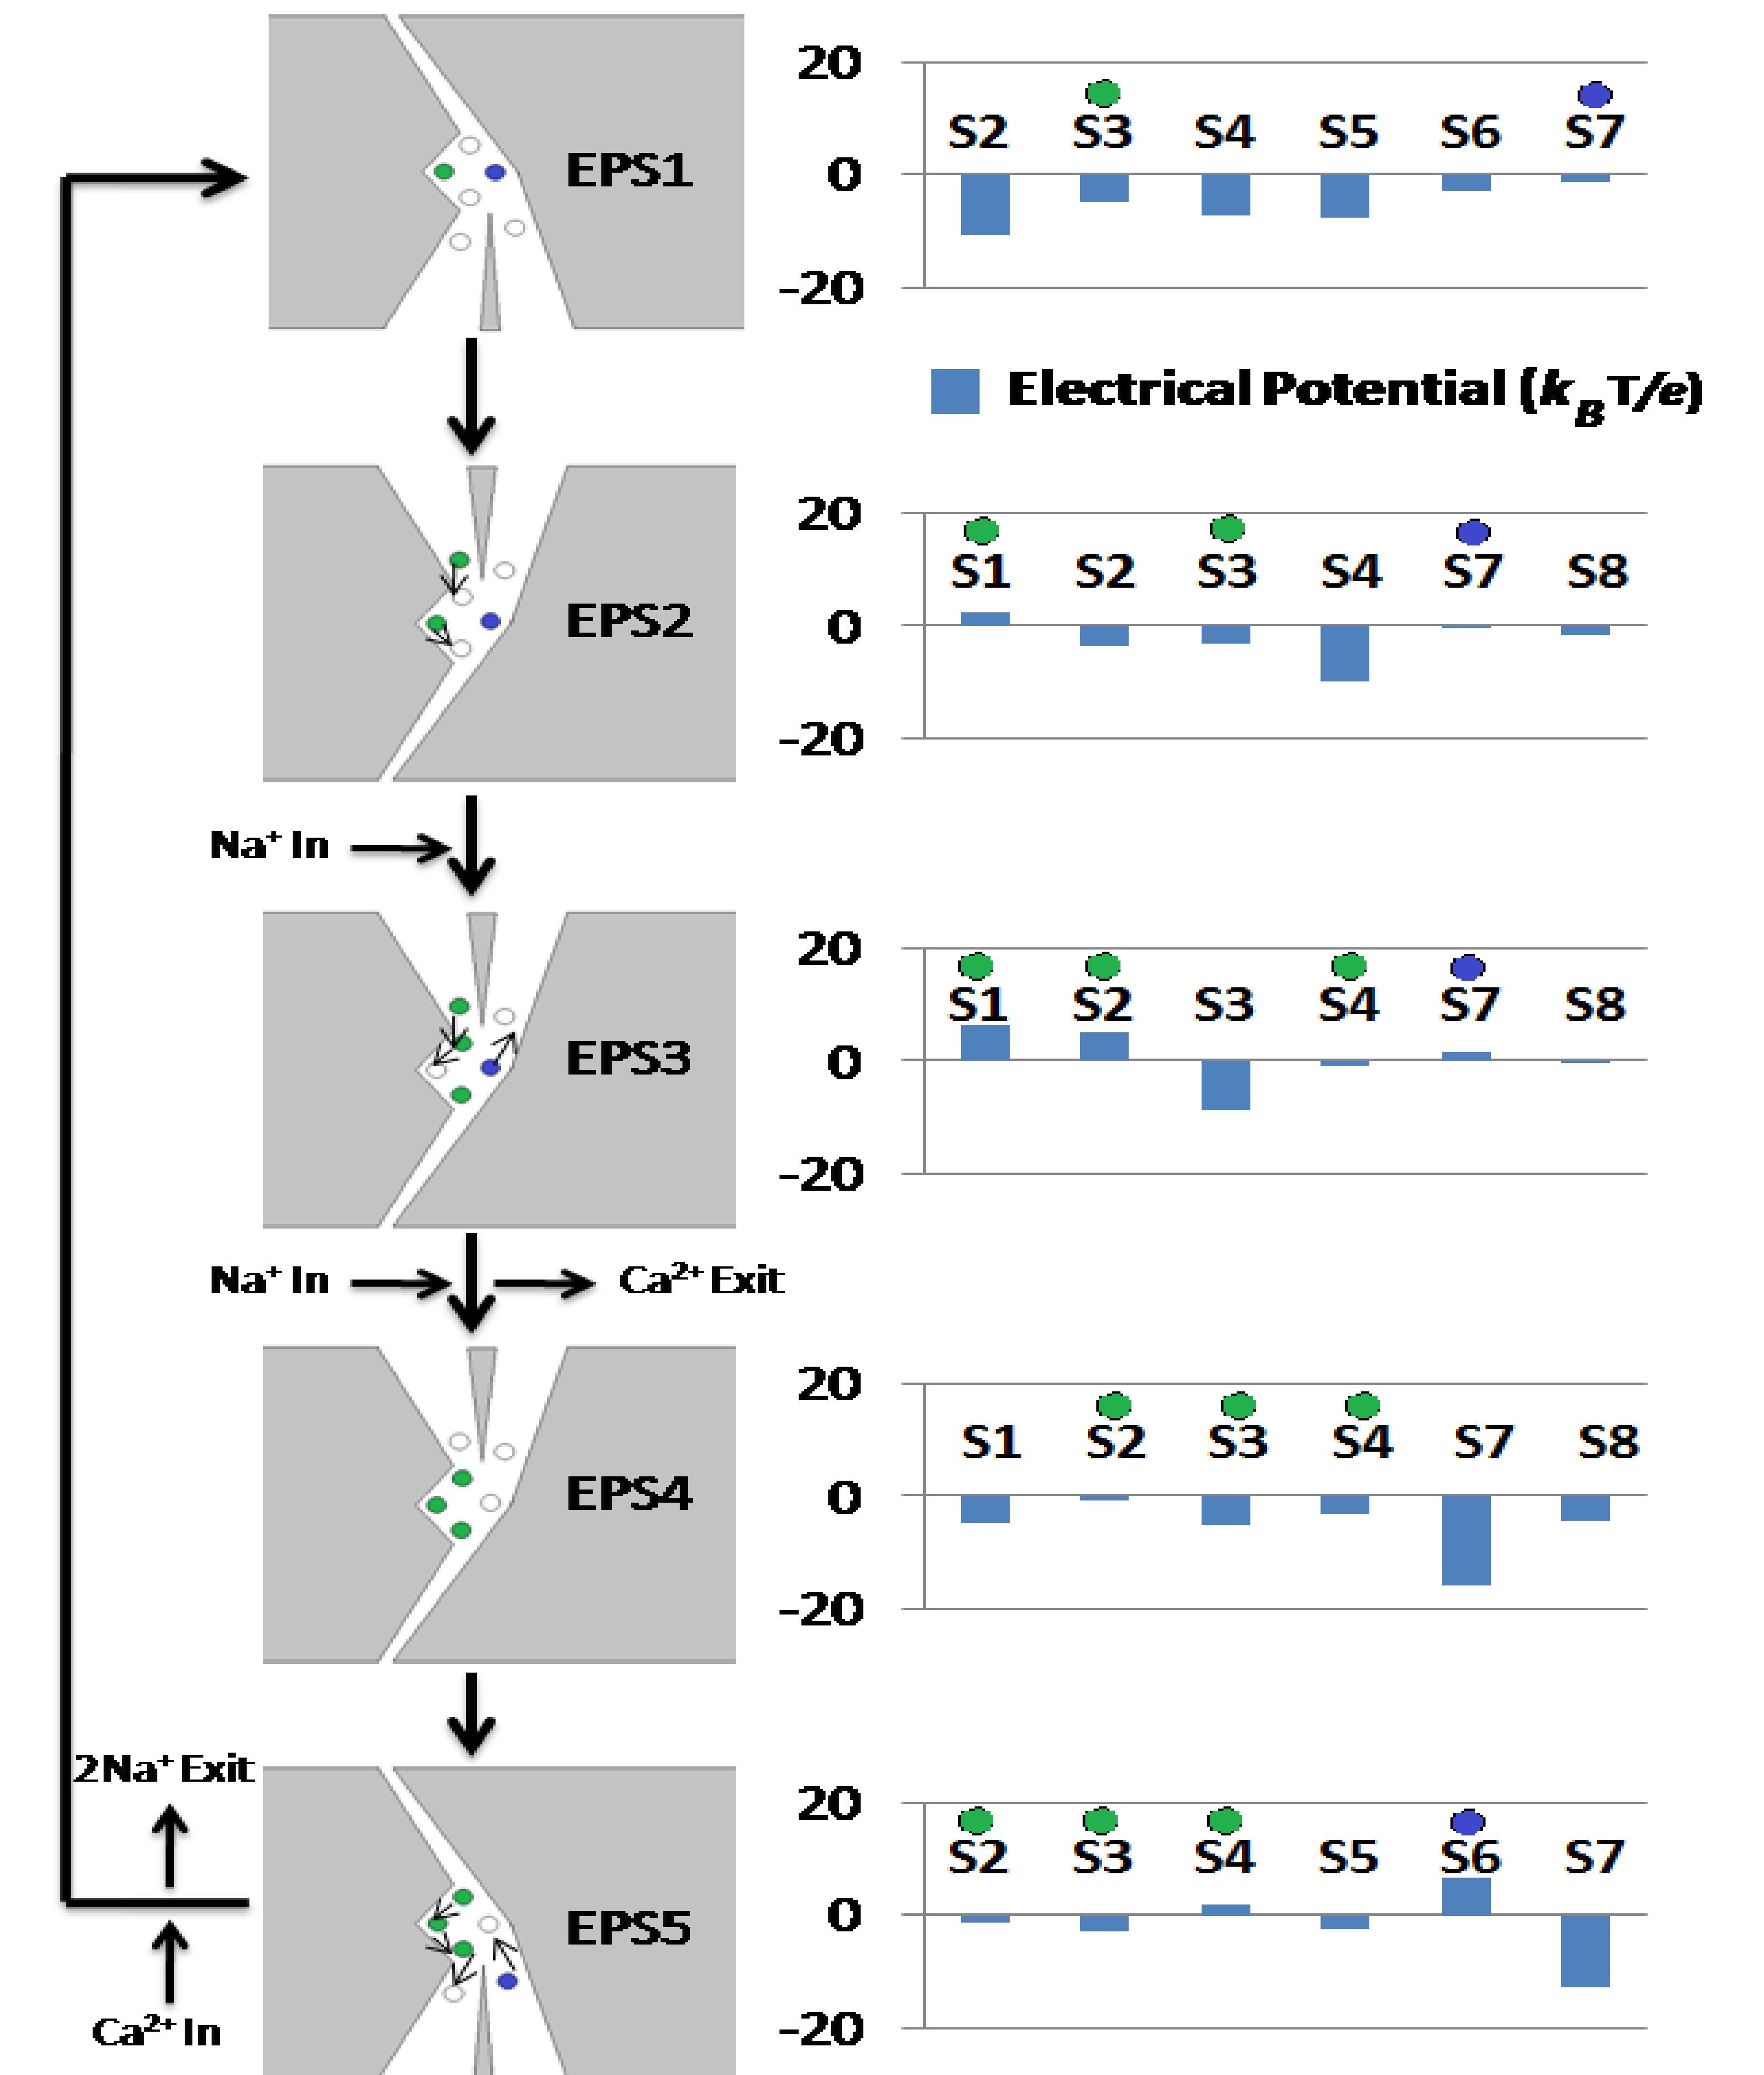 20
S2 S3 S4 S5 S6 S7
EPS1
0
-20
Electrical Potential (k_BT/e)
20
S1 S2 S3 S4 S7 S8
EPS2
0
-20
Na⁺ In
20
S1 S2 S3 S4 S7 S8
EPS3
0
-20
Na⁺ In
Ca²⁺ Exit
20
S1 S2 S3 S4 S7 S8
EPS4
0
-20
2Na⁺ Exit
20
S2 S3 S4 S5 S6 S7
EPS5
0
-20
Ca²⁺ In